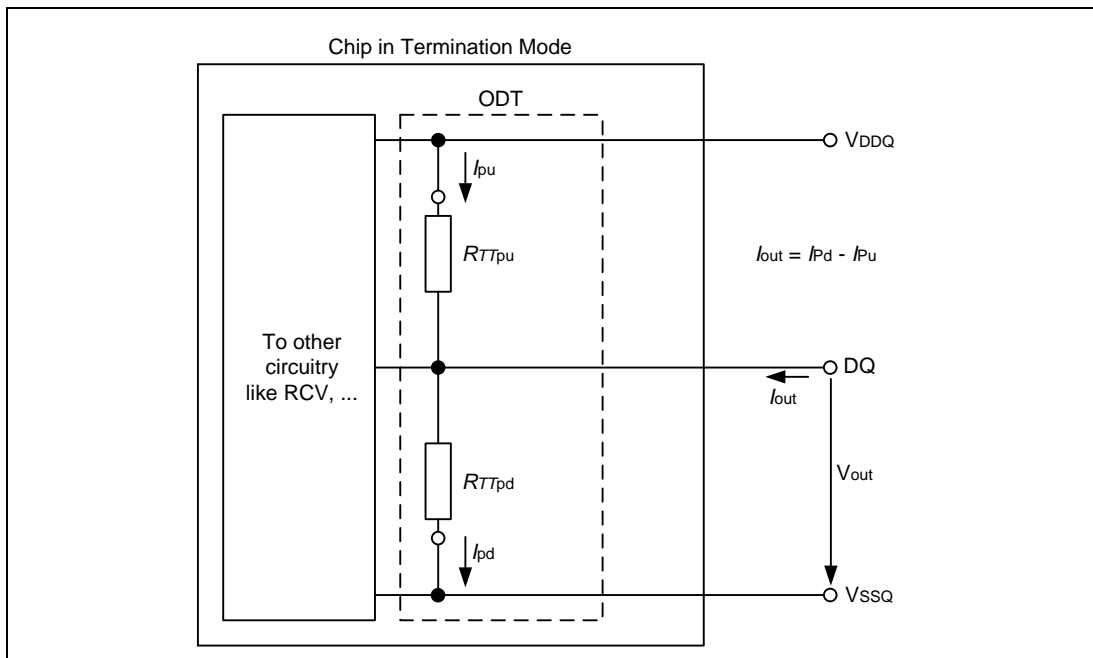 Chip in Termination Mode
ODT
VDDQ
Ipu
RTTpu
Iout = IPd - IPu
To other
circuitry
like RCV, ...
DQ
Iout
RTTpd
Vout
Ipd
VSSQ